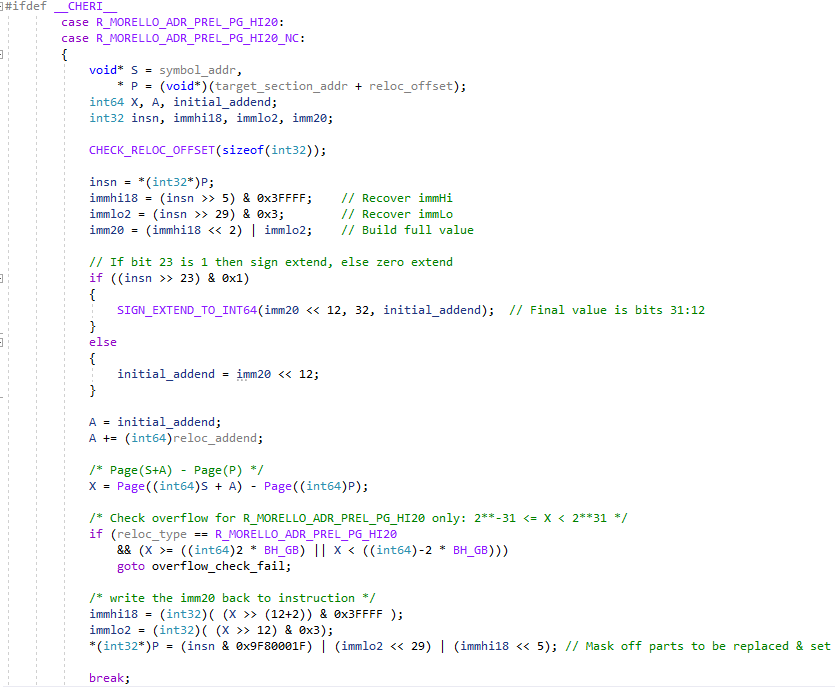 #ifdef __CHERI__
case R_MORELLO_ADR_PREL_PG_HI20:
case R_MORELLO_ADR_PREL_PG_HI20_NC:
{
void* S = symbol_addr,
* P = (void*)(target_section_addr + reloc_offset);
int64 X, A, initial_addend;
int32 insn, immhi18, immlo2, imm20;
CHECK_RELOC_OFFSET(sizeof(int32));
insn = *(int32*)P;
immhi18 = (insn >> 5) & 0x3FFFF;    // Recover immHi
immlo2 = (insn >> 29) & 0x3;        // Recover immLo
imm20 = (immhi18 << 2) | immlo2;    // Build full value
// If bit 23 is 1 then sign extend, else zero extend
if ((insn >> 23) & 0x1)
{
SIGN_EXTEND_TO_INT64(imm20 << 12, 32, initial_addend);  // Final value is bits 31:12
}
else
{
initial_addend = imm20 << 12;
}
A = initial_addend;
A += (int64)reloc_addend;
/* Page(S+A) - Page(P) */
X = Page((int64)S + A) - Page((int64)P);
/* Check overflow for R_MORELLO_ADR_PREL_PG_HI20 only: 2**-31 <= X < 2**31 */
if (reloc_type == R_MORELLO_ADR_PREL_PG_HI20
&& (X >= ((int64)2 * BH_GB) || X < ((int64)-2 * BH_GB)))
goto overflow_check_fail;
/* write the imm20 back to instruction */
immhi18 = (int32)( (X >> (12+2)) & 0x3FFFF );
immlo2 = (int32)( (X >> 12) & 0x3);
*(int32*)P = (insn & 0x9F80001F) | (immlo2 << 29) | (immhi18 << 5); // Mask off parts to be replaced & set
break;